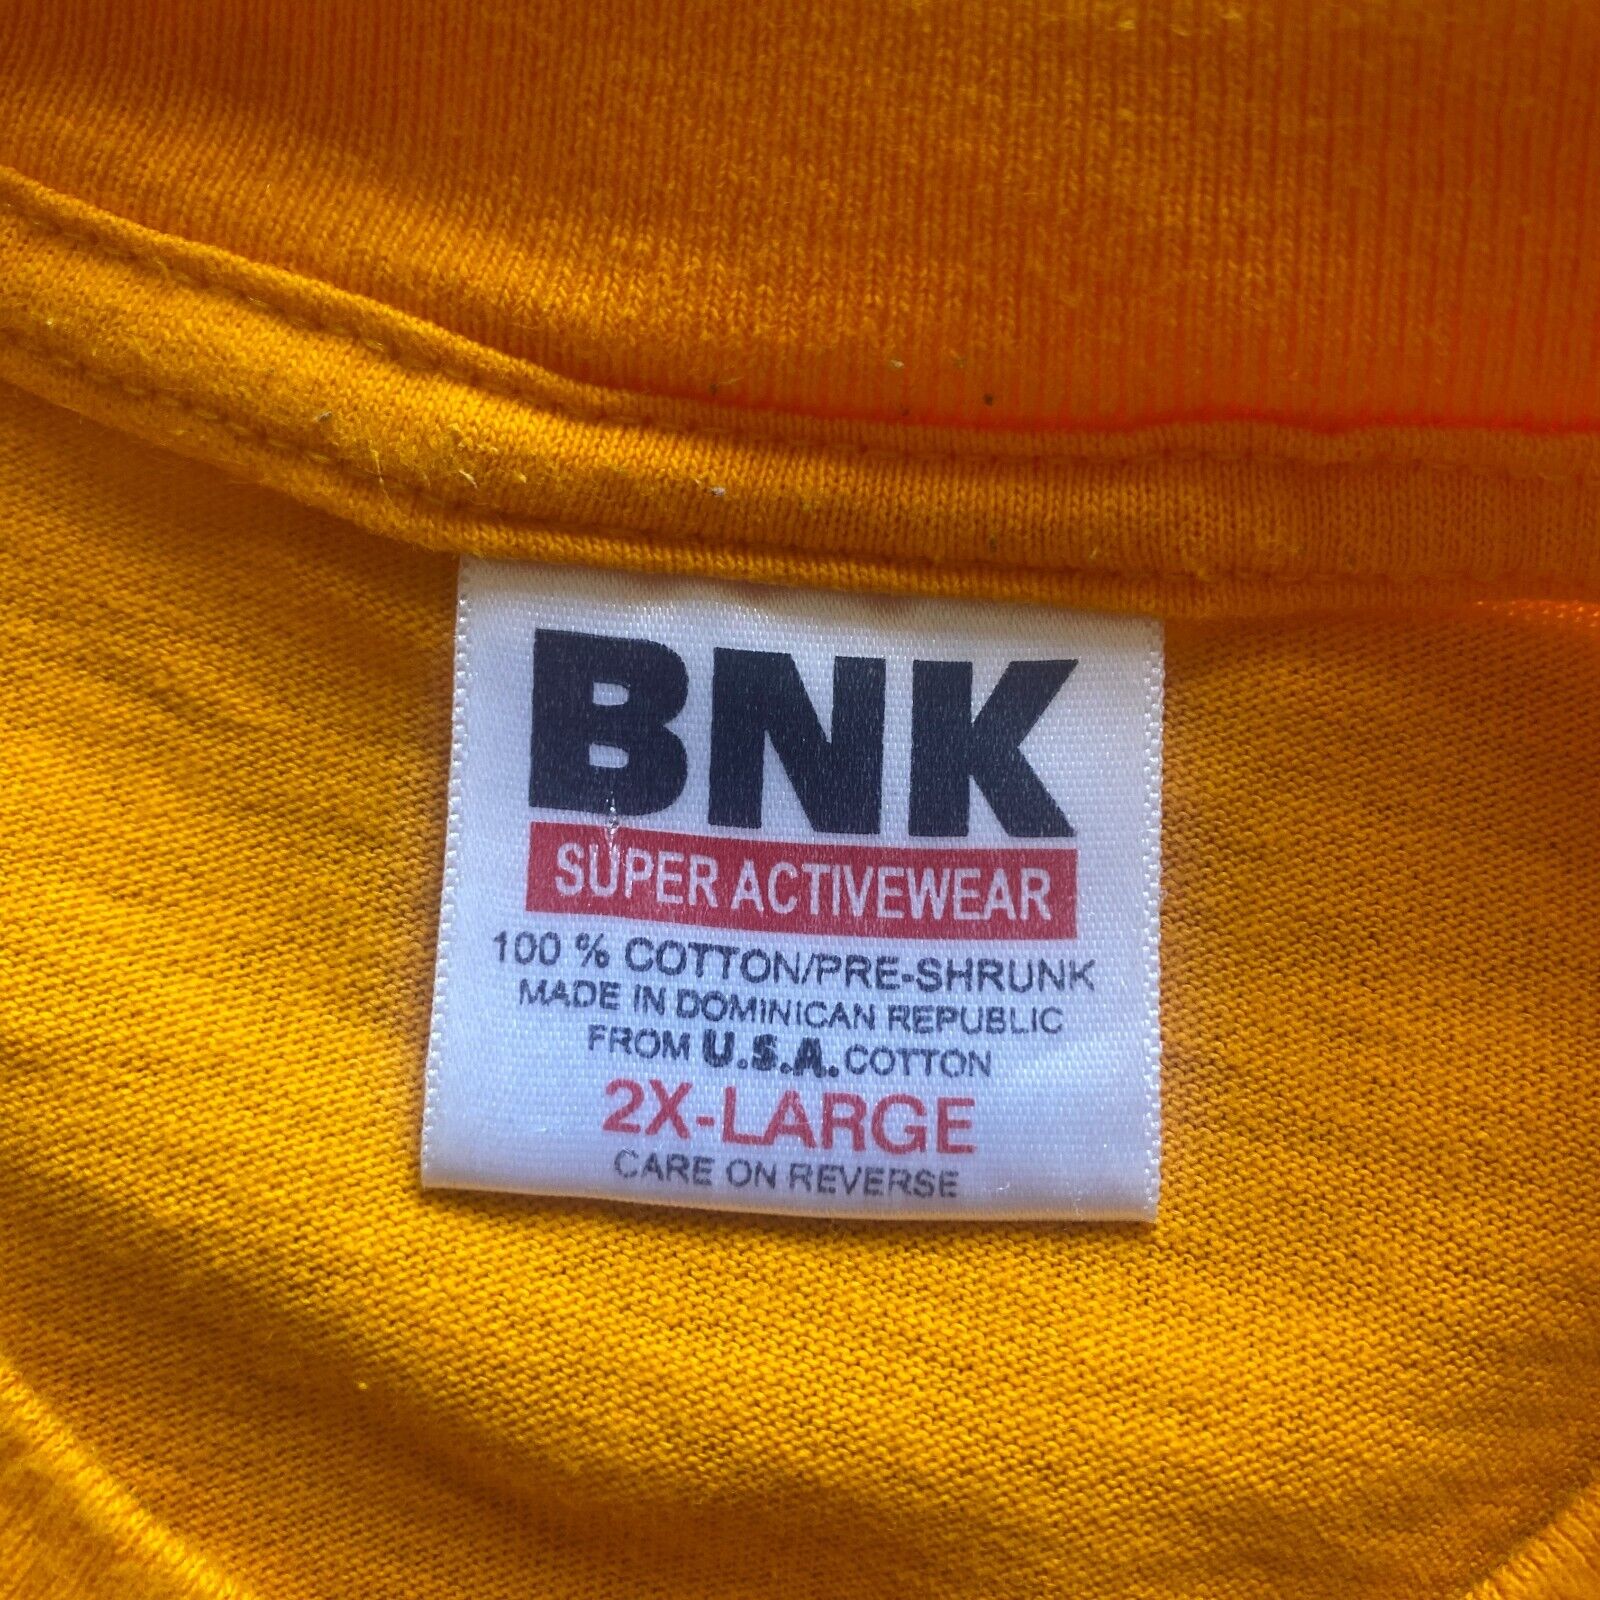 BNK
SUPER ACTIVEWEAR
100 % COTTON/PRE-SHRUNK
MADE IN DOMINICAN REPUBLIC
FROM U.S.A. COTTON
2X-LARGE
CARE ON REVERSE